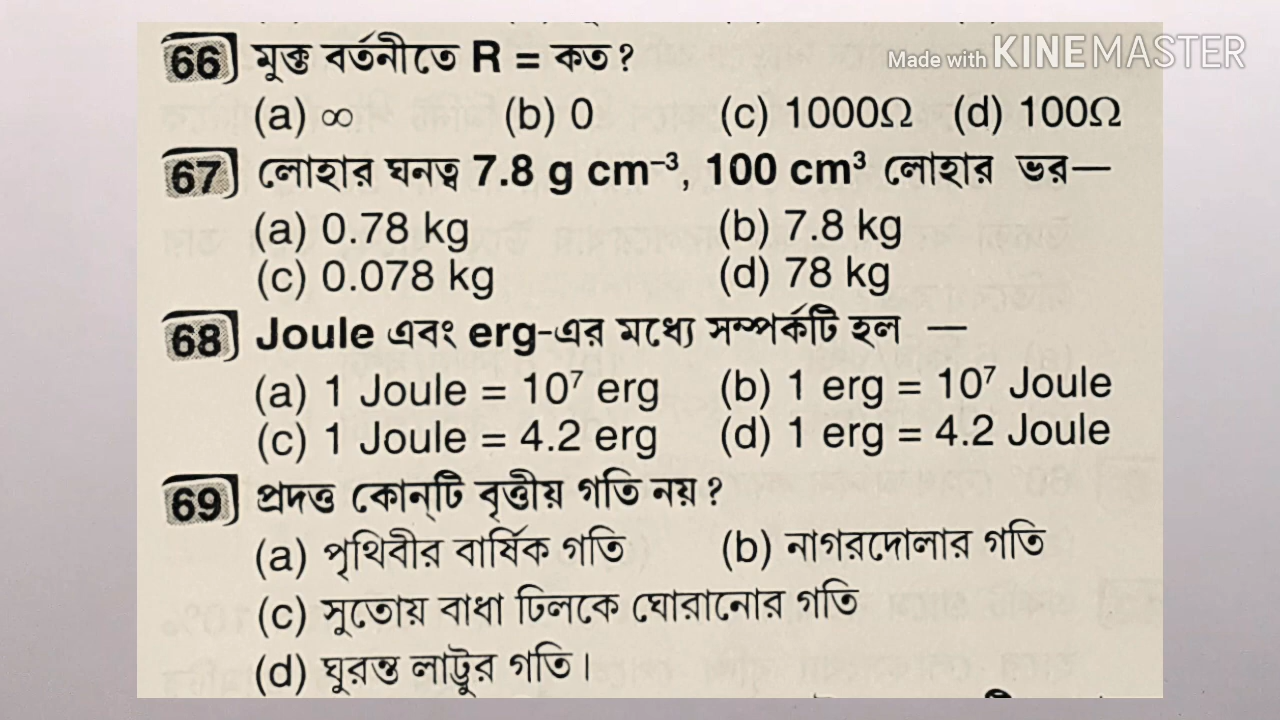 Made with KINEMASTER
66 মুক্ত বর্তনীতে R = কত ?
(a) ∞ (b) 0 (c) 1000Ω (d) 100Ω
67 লোহার ঘনত্ব 7.8 g cm⁻³, 100 cm³ লোহার ভর—
(a) 0.78 kg (b) 7.8 kg
(c) 0.078 kg (d) 78 kg
68 Joule এবং erg-এর মধ্যে সম্পর্কটি হল —
(a) 1 Joule = 10⁷ erg (b) 1 erg = 10⁷ Joule
(c) 1 Joule = 4.2 erg (d) 1 erg = 4.2 Joule
69 প্রদত্ত কোন্‌টি বৃত্তীয় গতি নয় ?
(a) পৃথিবীর বার্ষিক গতি (b) নাগরদোলার গতি
(c) সুতোয় বাধা ঢিলকে ঘোরানোর গতি
(d) ঘুরন্ত লাট্টুর গতি।